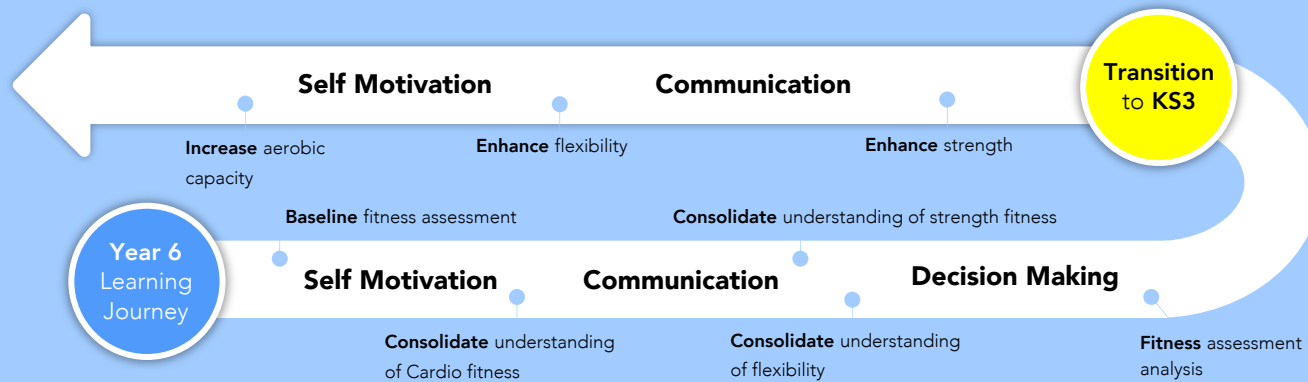 Self Motivation
Communication
Transition
to KS3
Increase aerobic
capacity
Enhance flexibility
Enhance strength
Baseline fitness assessment
Consolidate understanding of strength fitness
Year 6
Learning
Journey
Self Motivation
Communication
Decision Making
Consolidate understanding
of Cardio fitness
Consolidate understanding
of flexibility
Fitness assessment
analysis